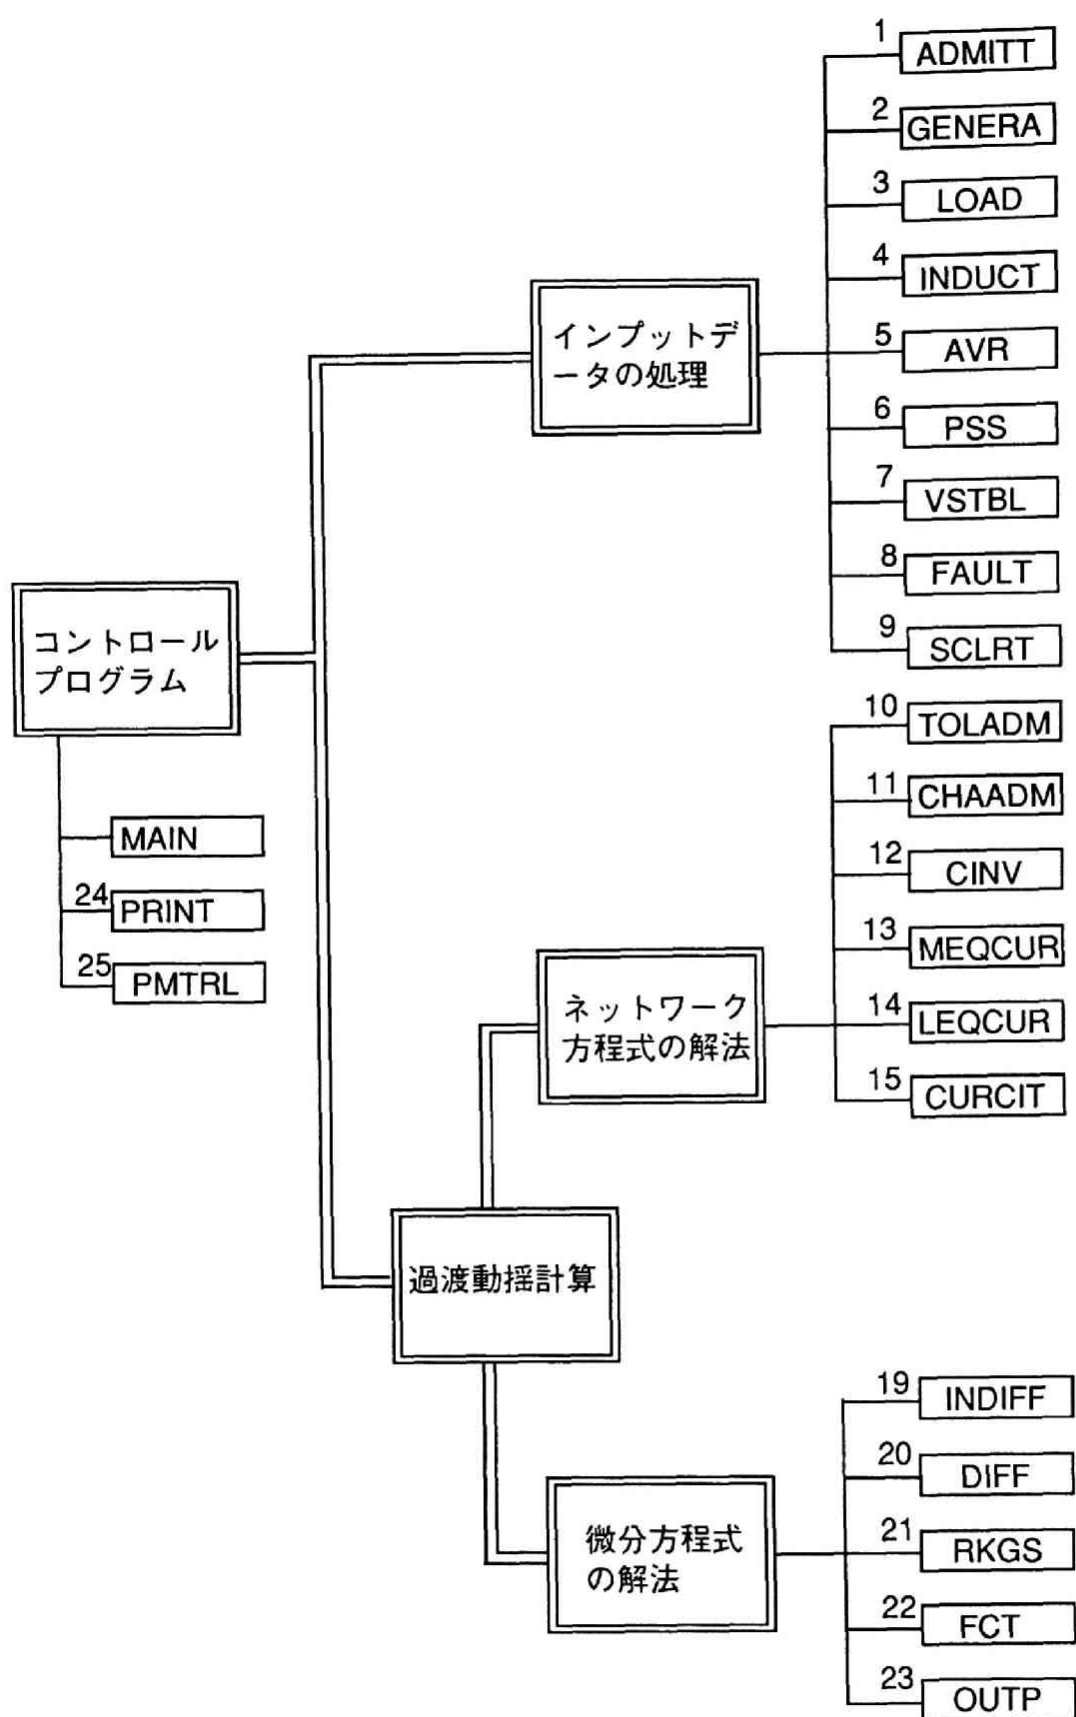 1
ADMITT
2
GENERA
3
LOAD
4
INDUCT
5
AVR
6
PSS
7
VSTBL
8
FAULT
9
SCLRT
インプットデ
ータの処理
コントロール
プログラム
MAIN
24
PRINT
25
PMTRL
10
TOLADM
11
CHAADM
12
CINV
13
MEQCUR
14
LEQCUR
15
CURCIT
ネットワーク
方程式の解法
過渡動揺計算
19
INDIFF
20
DIFF
21
RKGS
22
FCT
23
OUTP
微分方程式
の解法